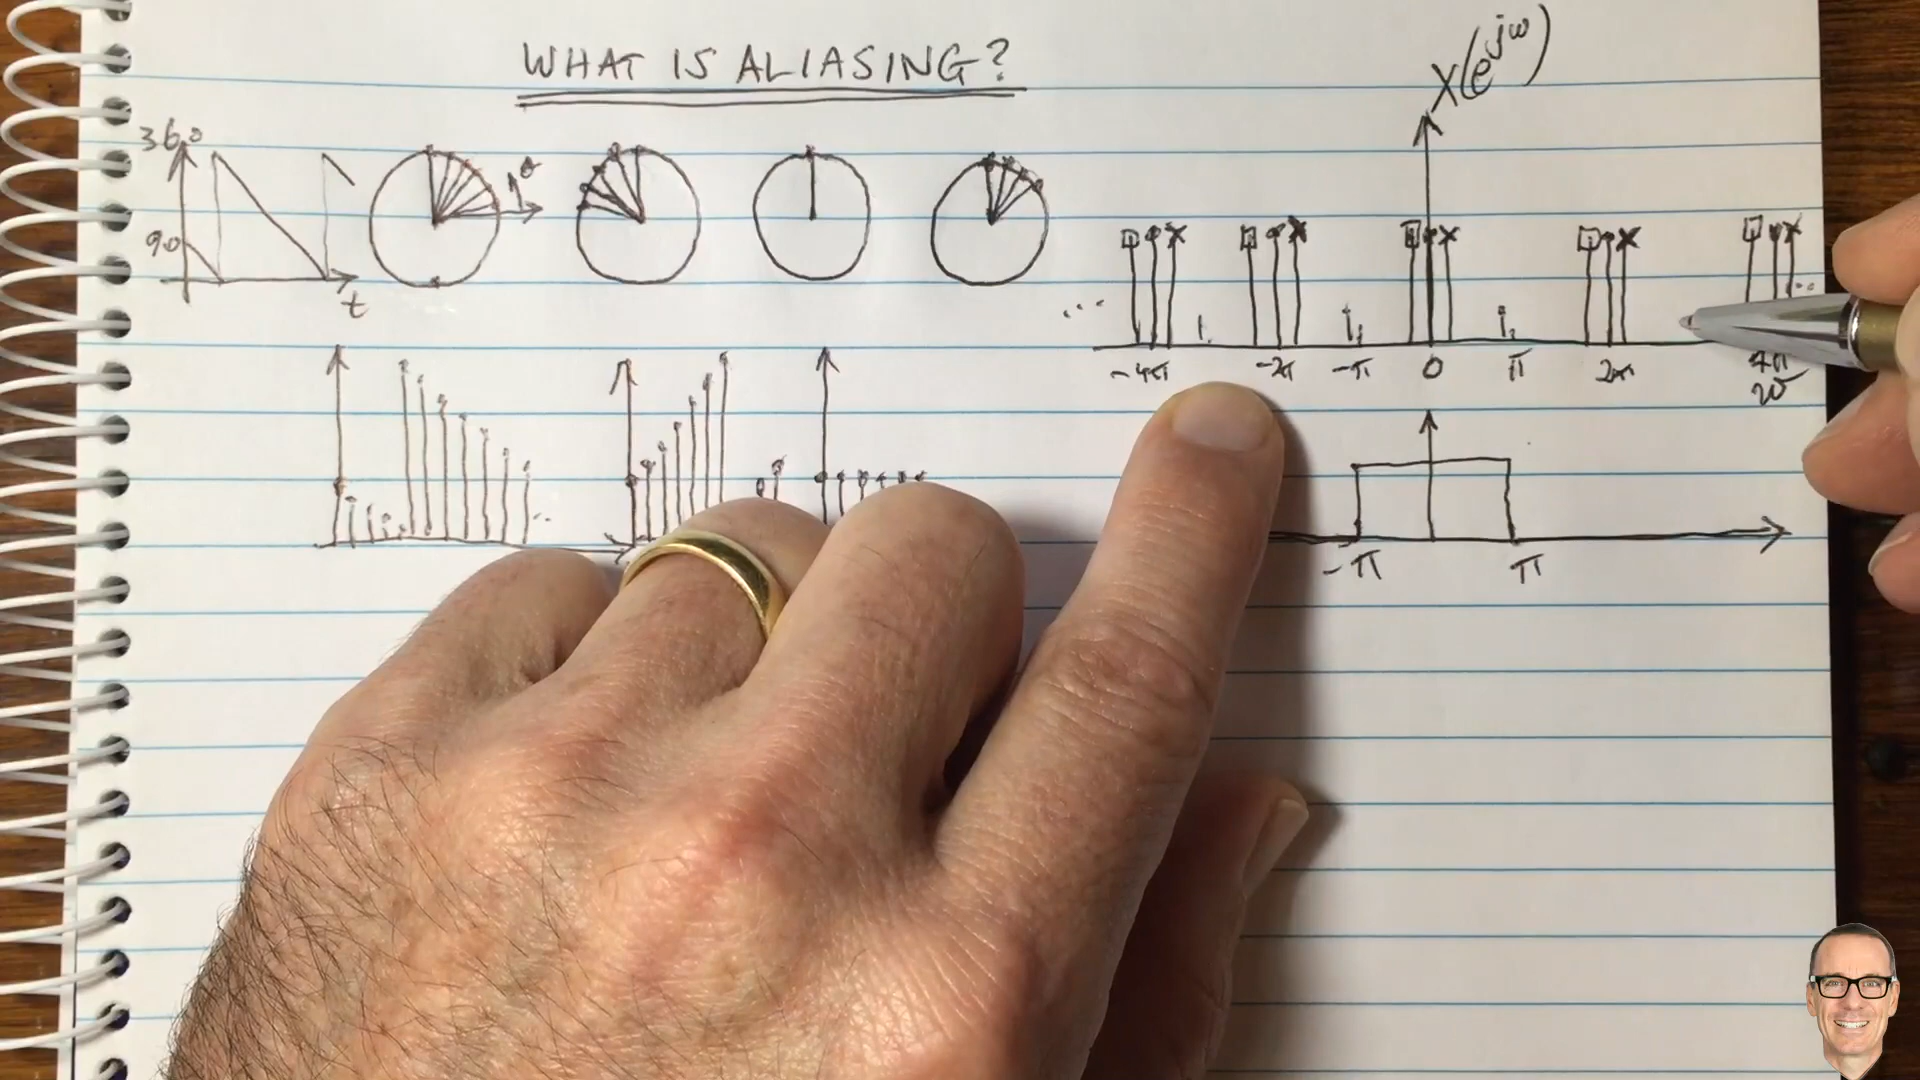 WHAT IS ALIASING?
X(e^jω)
360
90
θ
t
... ...
-4π -2π -π 0 π 2π 4π
ω
..
-π π